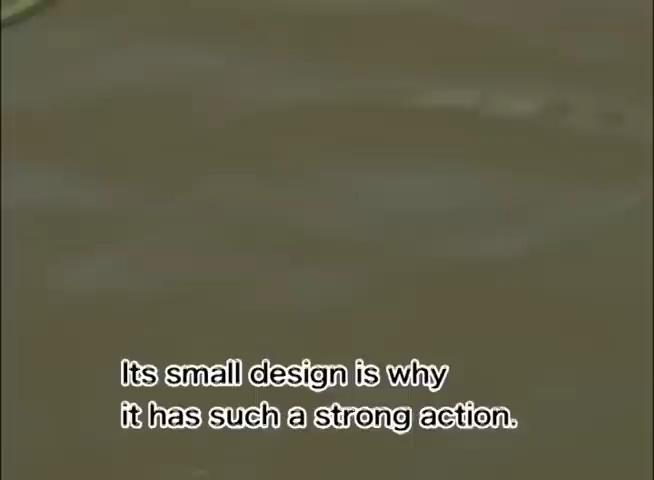 Its small design is why
it has such a strong action.